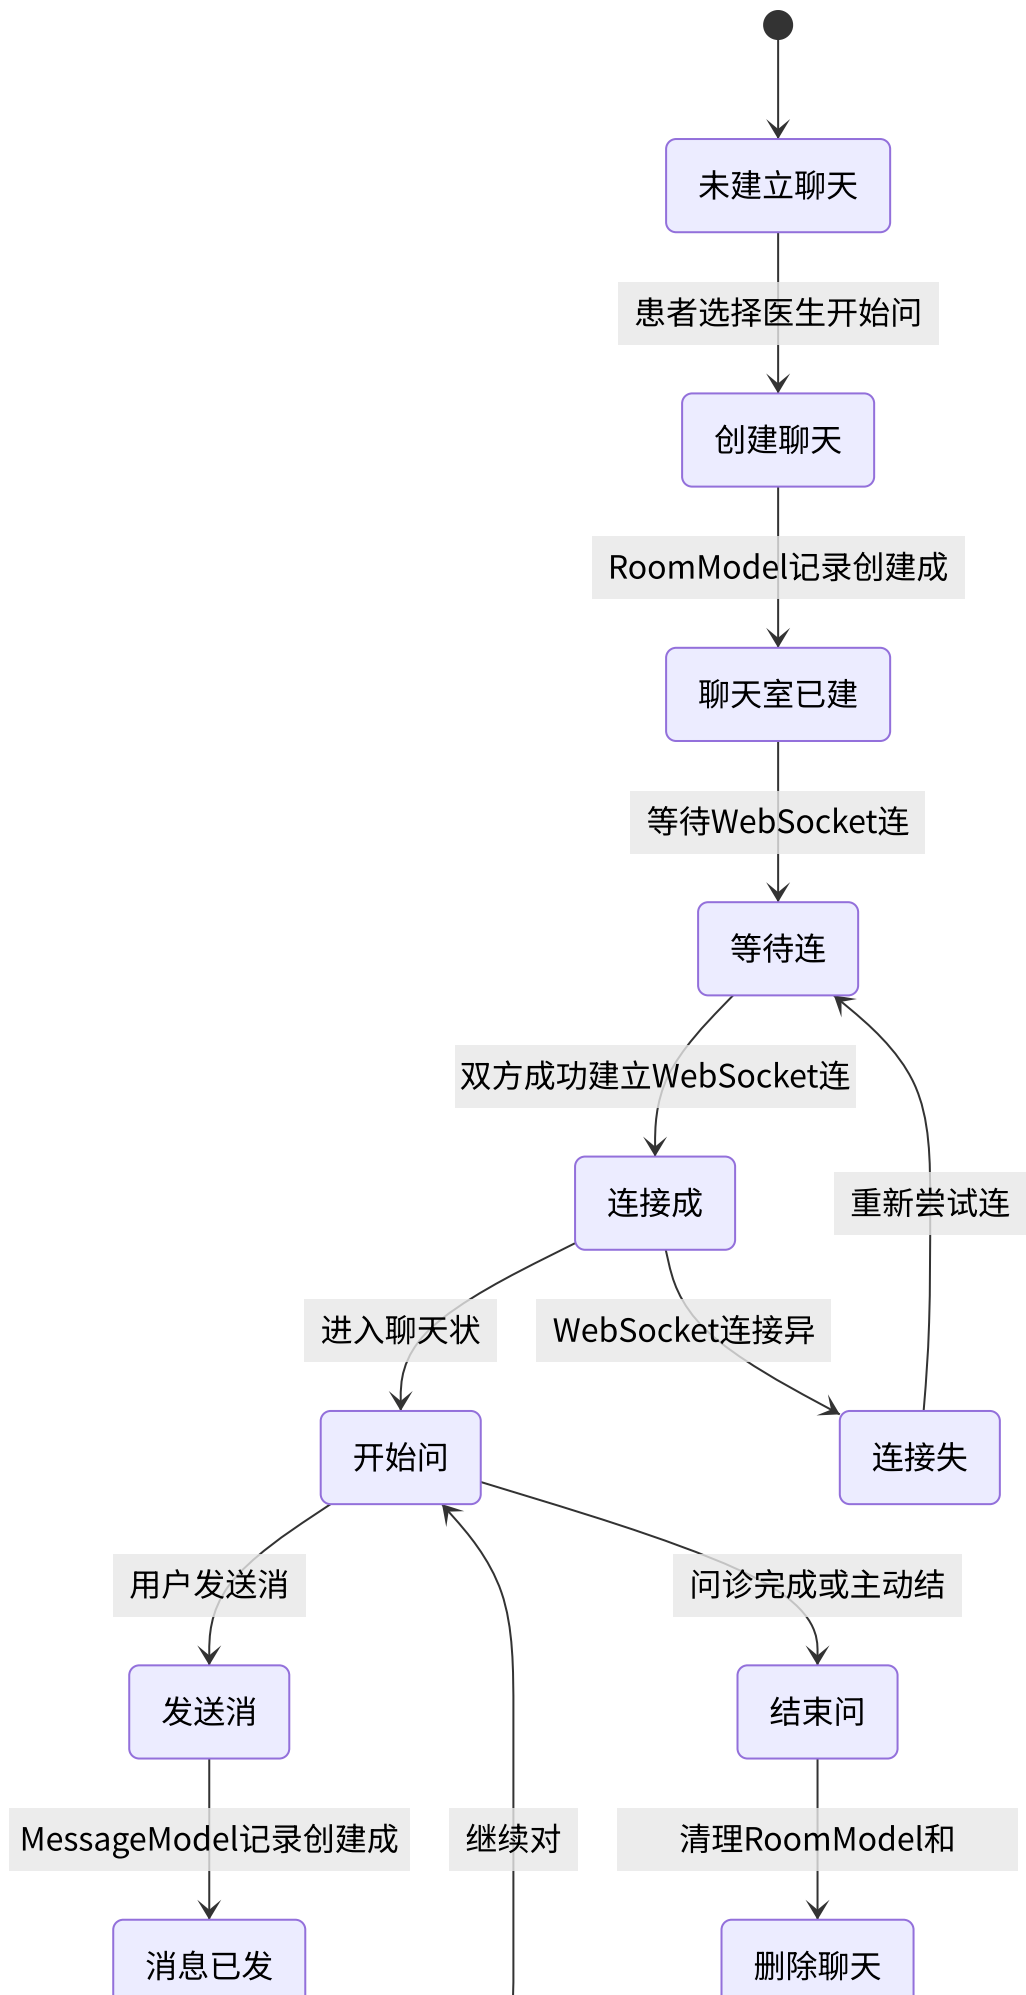 未建立聊天
患者选择医生开始问
创建聊天
RoomModel记录创建成
聊天室已建
等待WebSocket连
等待连
双方成功建立WebSocket连
连接成
重新尝试连
进入聊天状
WebSocket连接异
开始问
连接失
用户发送消
问诊完成或主动结
发送消
结束问
MessageModel记录创建成
继续对
清理RoomModel和
消息已发
删除聊天